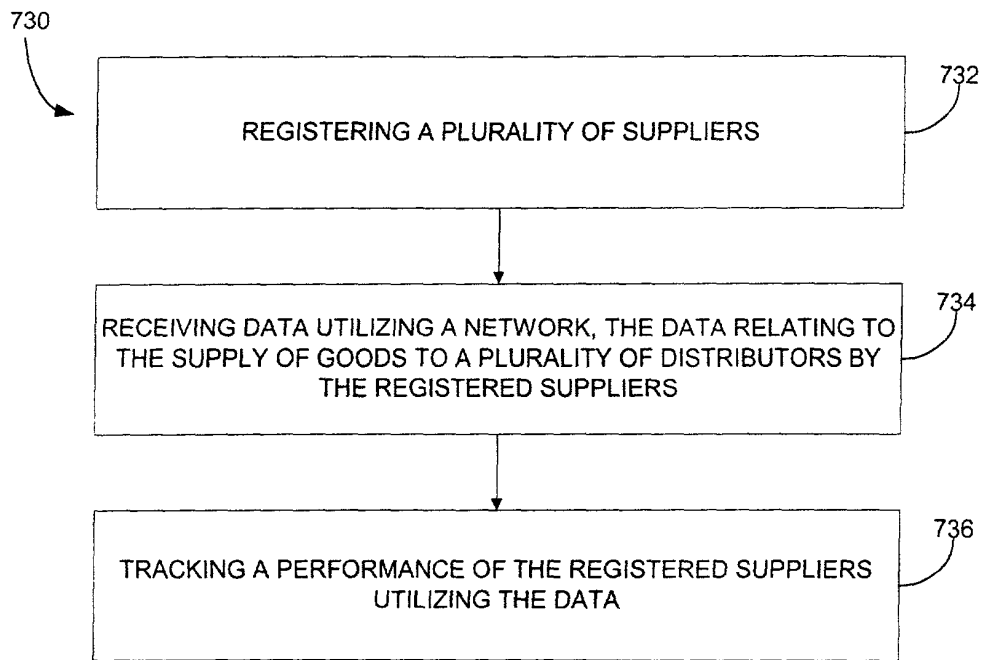 730
732
REGISTERING A PLURALITY OF SUPPLIERS
734
RECEIVING DATA UTILIZING A NETWORK, THE DATA RELATING TO
THE SUPPLY OF GOODS TO A PLURALITY OF DISTRIBUTORS BY
THE REGISTERED SUPPLIERS
736
TRACKING A PERFORMANCE OF THE REGISTERED SUPPLIERS
UTILIZING THE DATA